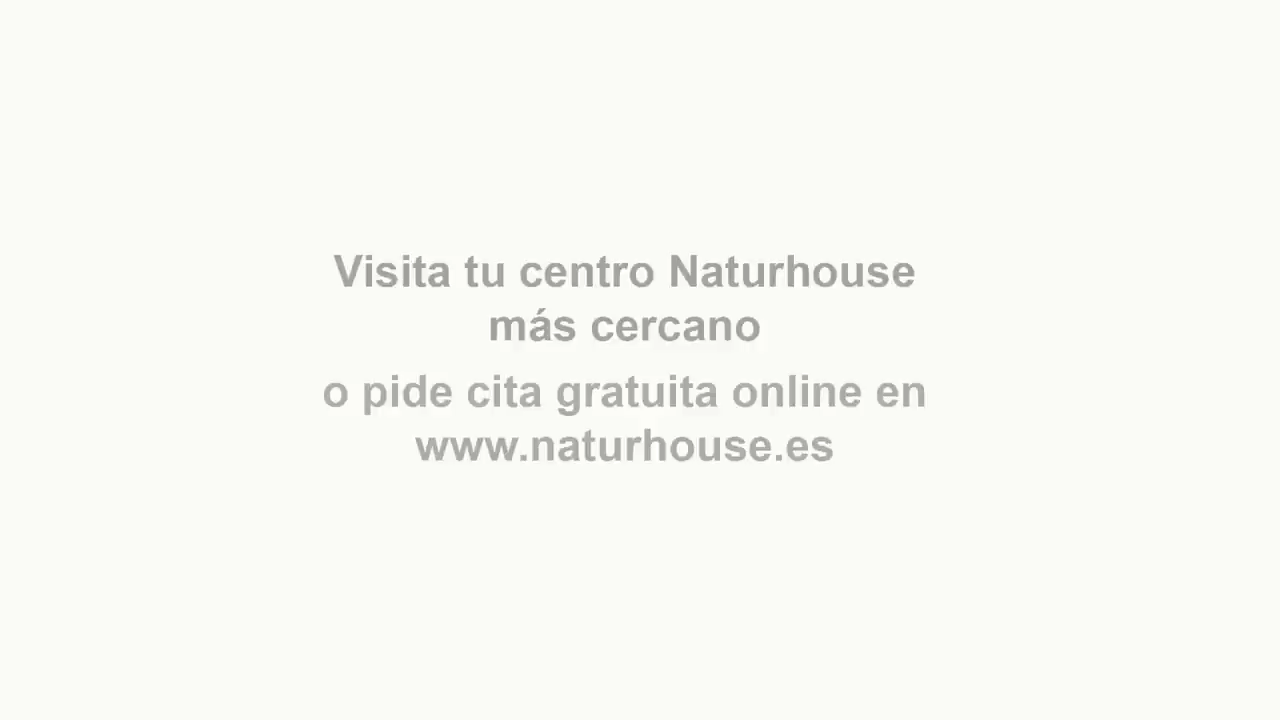 Visita tu centro Naturhouse
más cercano
o pide cita gratuita online en
www.naturhouse.es